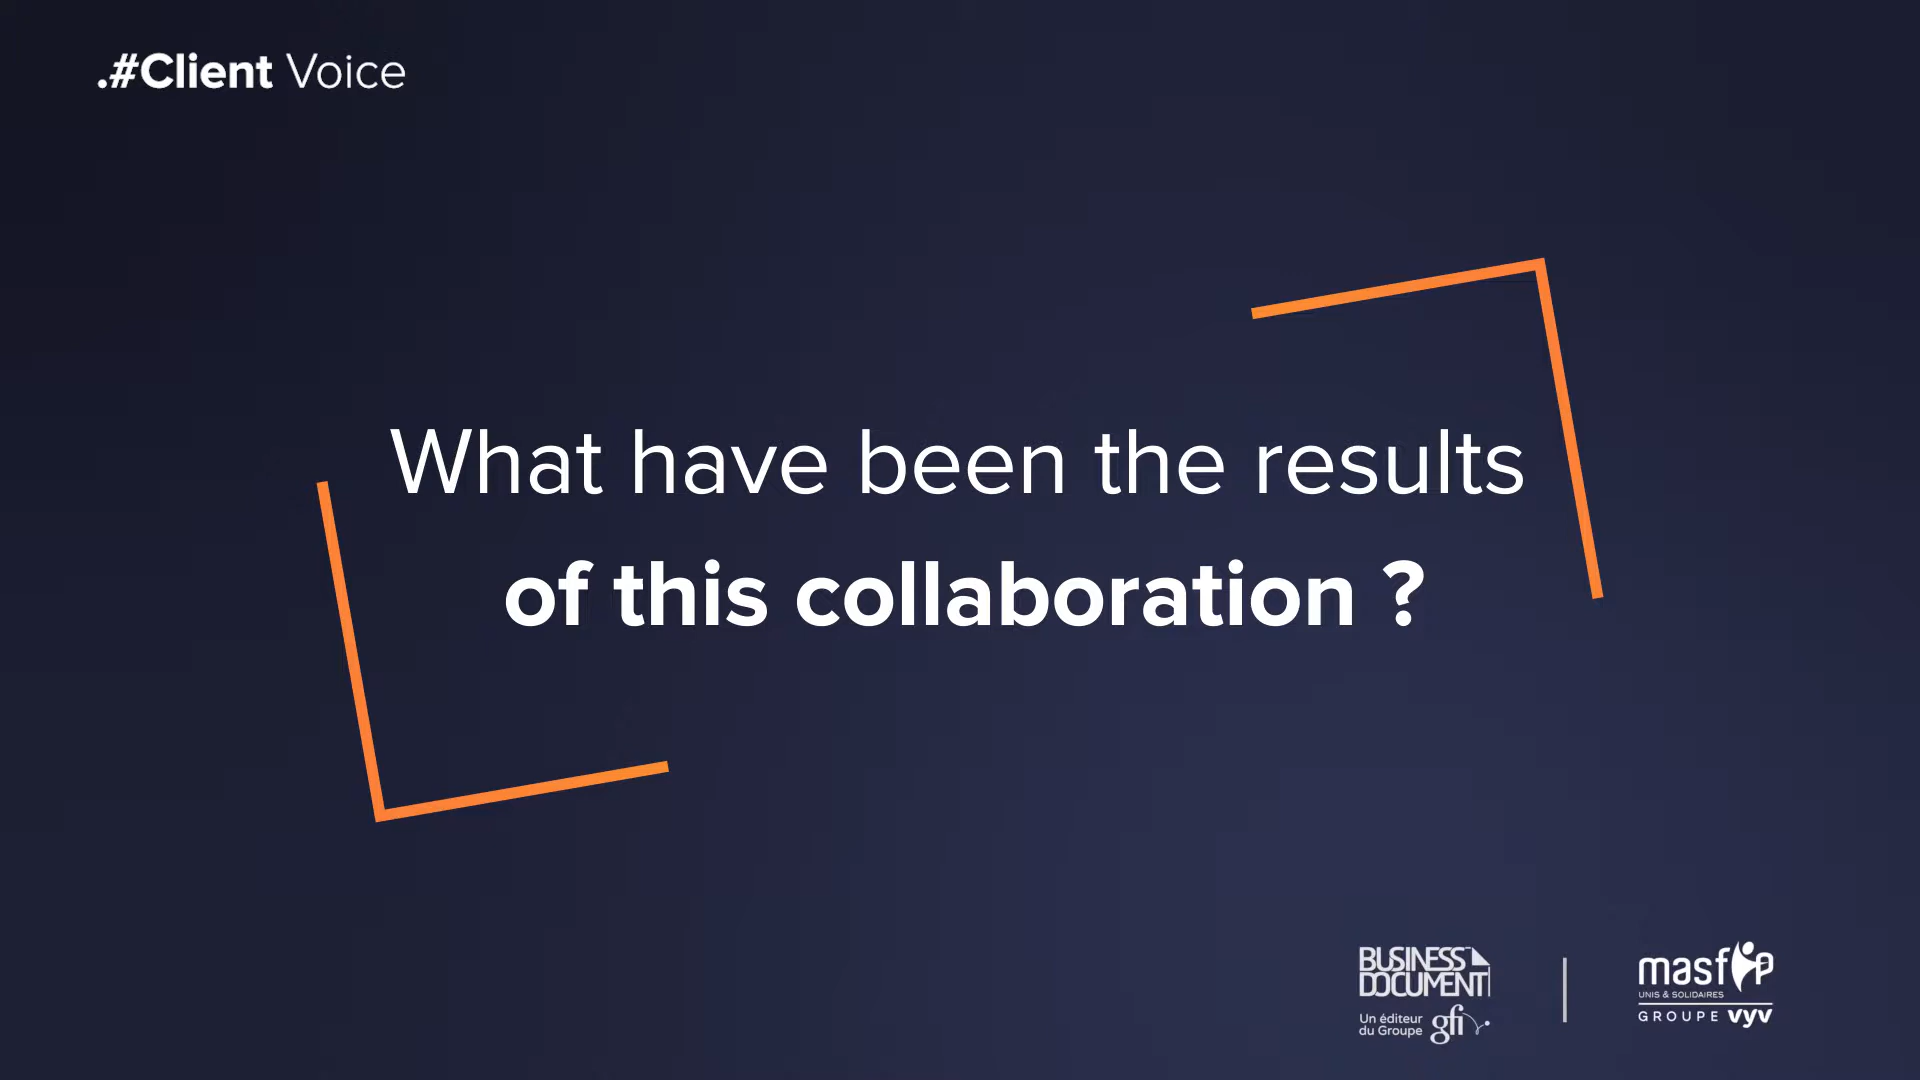 .#Client Voice
What have been the results
of this collaboration ?
BUSINESS
DOCUMENT
Un éditeur
du Groupe
gfi
masfip
UNIS & SOLIDAIRES
GROUPE vyv